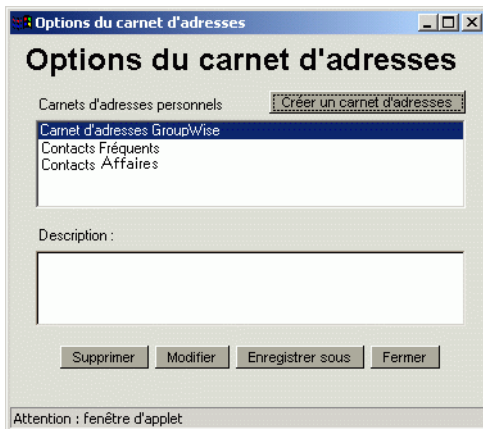 Options du carnet d'adresses
Options du carnet d'adresses
Carnets d'adresses personnels
Créer un carnet d'adresses
Carnet d'adresses GroupWise
Contacts Fréquents
Contacts Affaires
Description :
Supprimer
Modifier
Enregistrer sous
Fermer
Attention : fenêtre d'applet